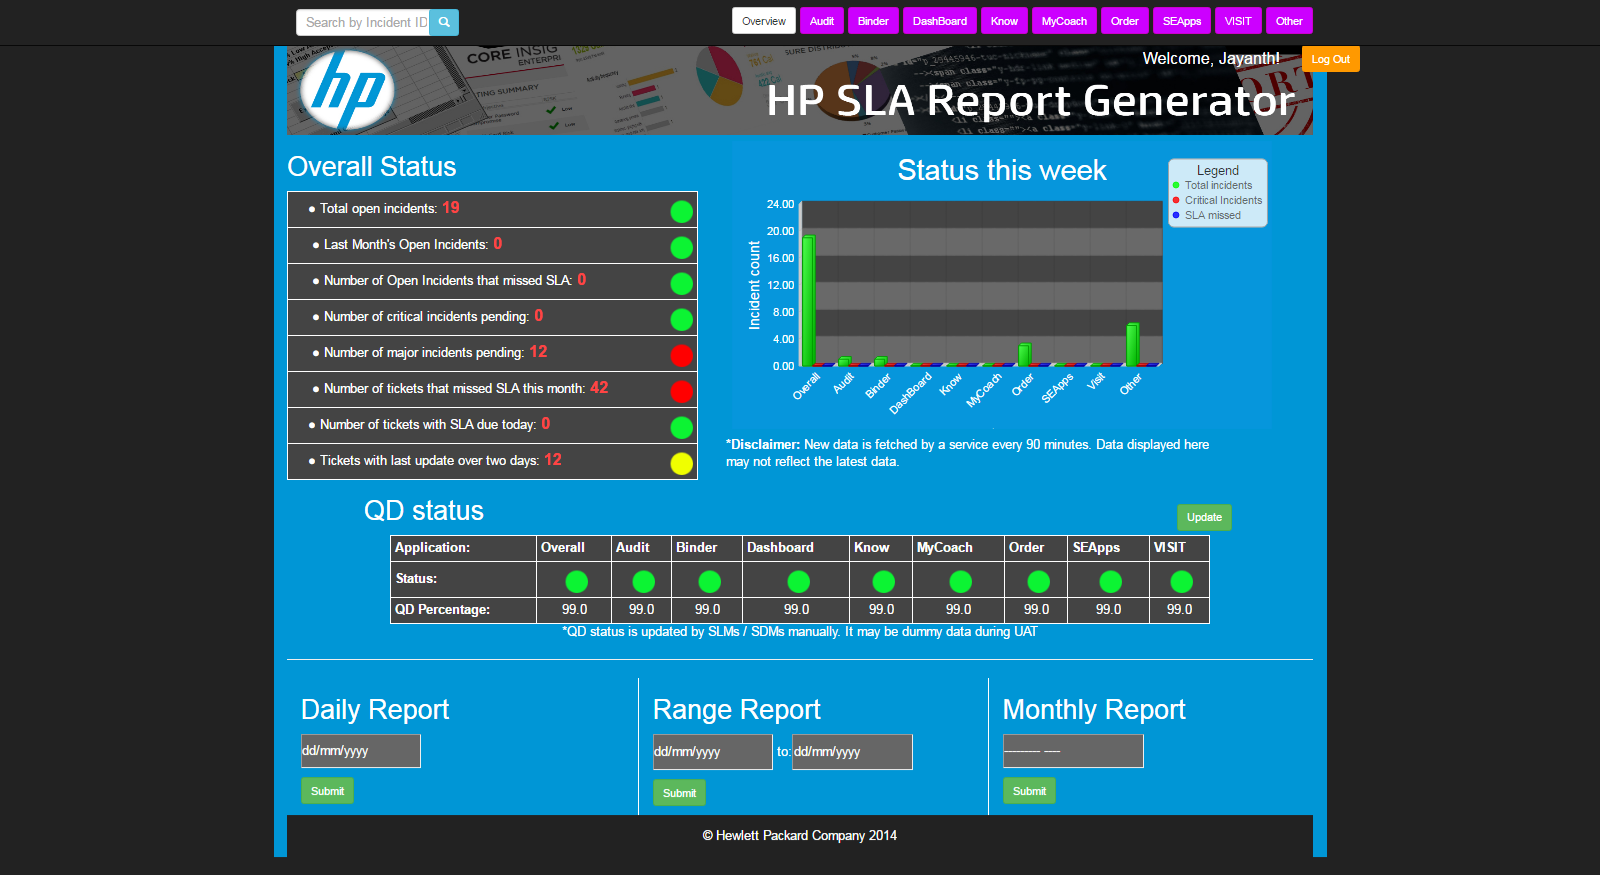 Search by Incident ID
Overview Audit Binder DashBoard Know MyCoach Order SEApps VISIT Other
Welcome, Jayanth! Log Out
hp
CORE INSIG
ENTERPRI
HP SLA Report Generator
Overall Status
● Total open incidents: 19
● Last Month's Open Incidents: 0
● Number of Open Incidents that missed SLA: 0
● Number of critical incidents pending: 0
● Number of major incidents pending: 12
● Number of tickets that missed SLA this month: 42
● Number of tickets with SLA due today: 0
● Tickets with last update over two days: 12
Status this week
Legend
Total incidents
Critical Incidents
SLA missed
Incident count
24.00
20.00
16.00
12.00
8.00
4.00
0.00
Overall Audit Binder DashBoard Know MyCoach Order SEApps Visit Other
*Disclaimer: New data is fetched by a service every 90 minutes. Data displayed here
may not reflect the latest data.
QD status
Update
Application: Overall Audit Binder Dashboard Know MyCoach Order SEApps VISIT
Status:
QD Percentage: 99.0 99.0 99.0 99.0 99.0 99.0 99.0 99.0 99.0
*QD status is updated by SLMs / SDMs manually. It may be dummy data during UAT
Daily Report
dd/mm/yyyy
Submit
Range Report
dd/mm/yyyy to: dd/mm/yyyy
Submit
Monthly Report
--------- ----
Submit
© Hewlett Packard Company 2014